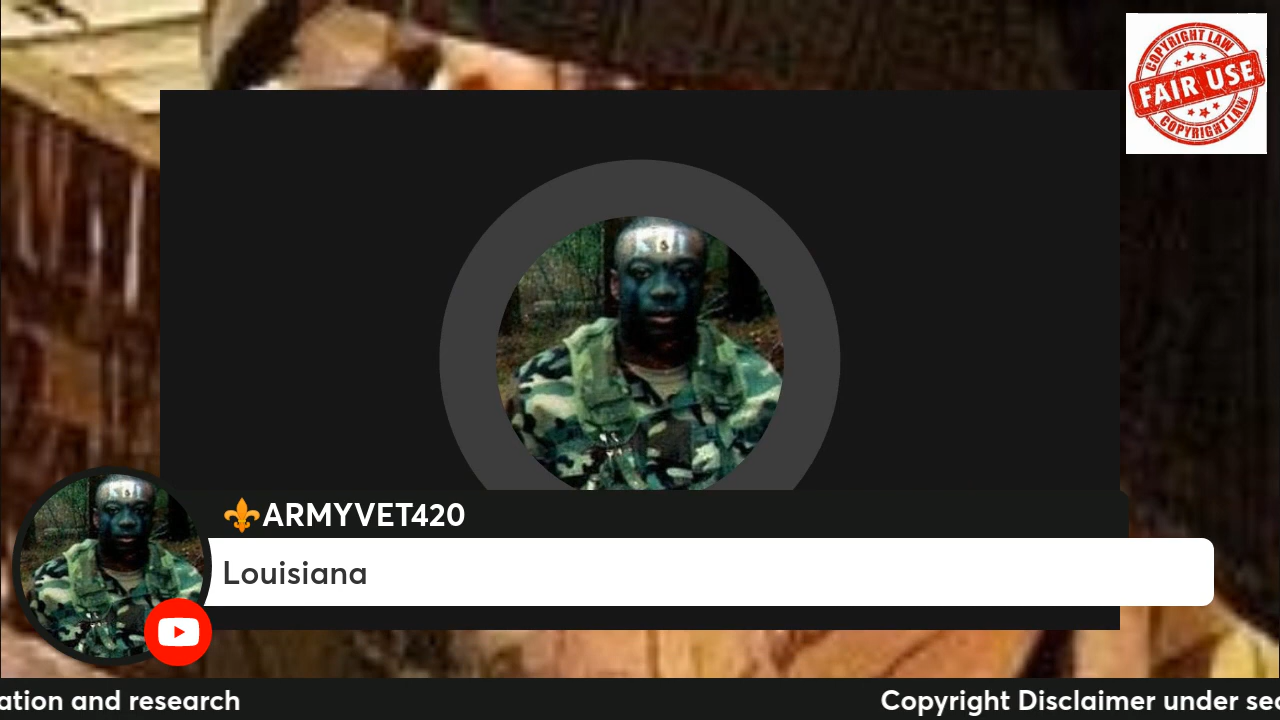 COPYRIGHT LAW
FAIR USE
COPYRIGHT LAW
⚜️ARMYVET420
Louisiana
ation and research
Copyright Disclaimer under sec